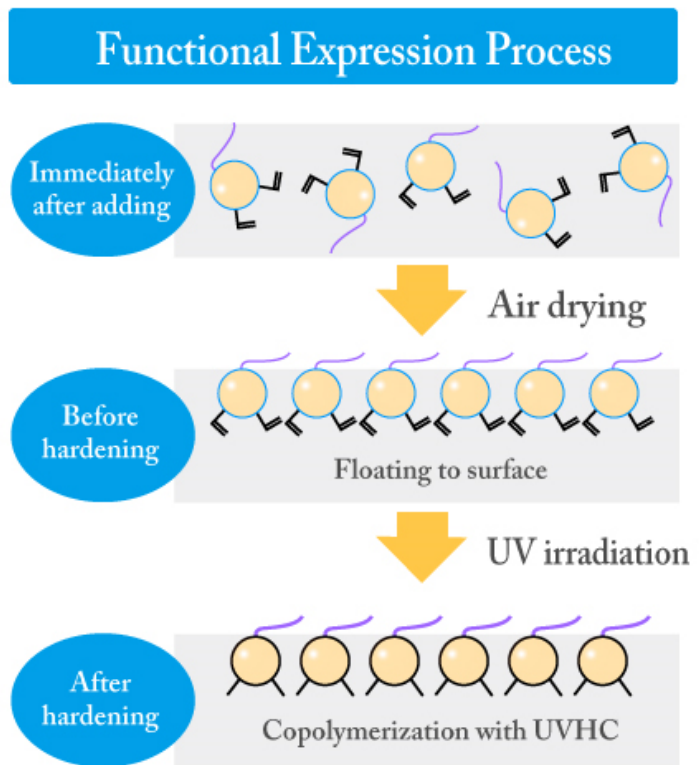 Functional Expression Process
Immediately
after adding
Air drying
Before
hardening
Floating to surface
UV irradiation
After
hardening
Copolymerization with UVHC